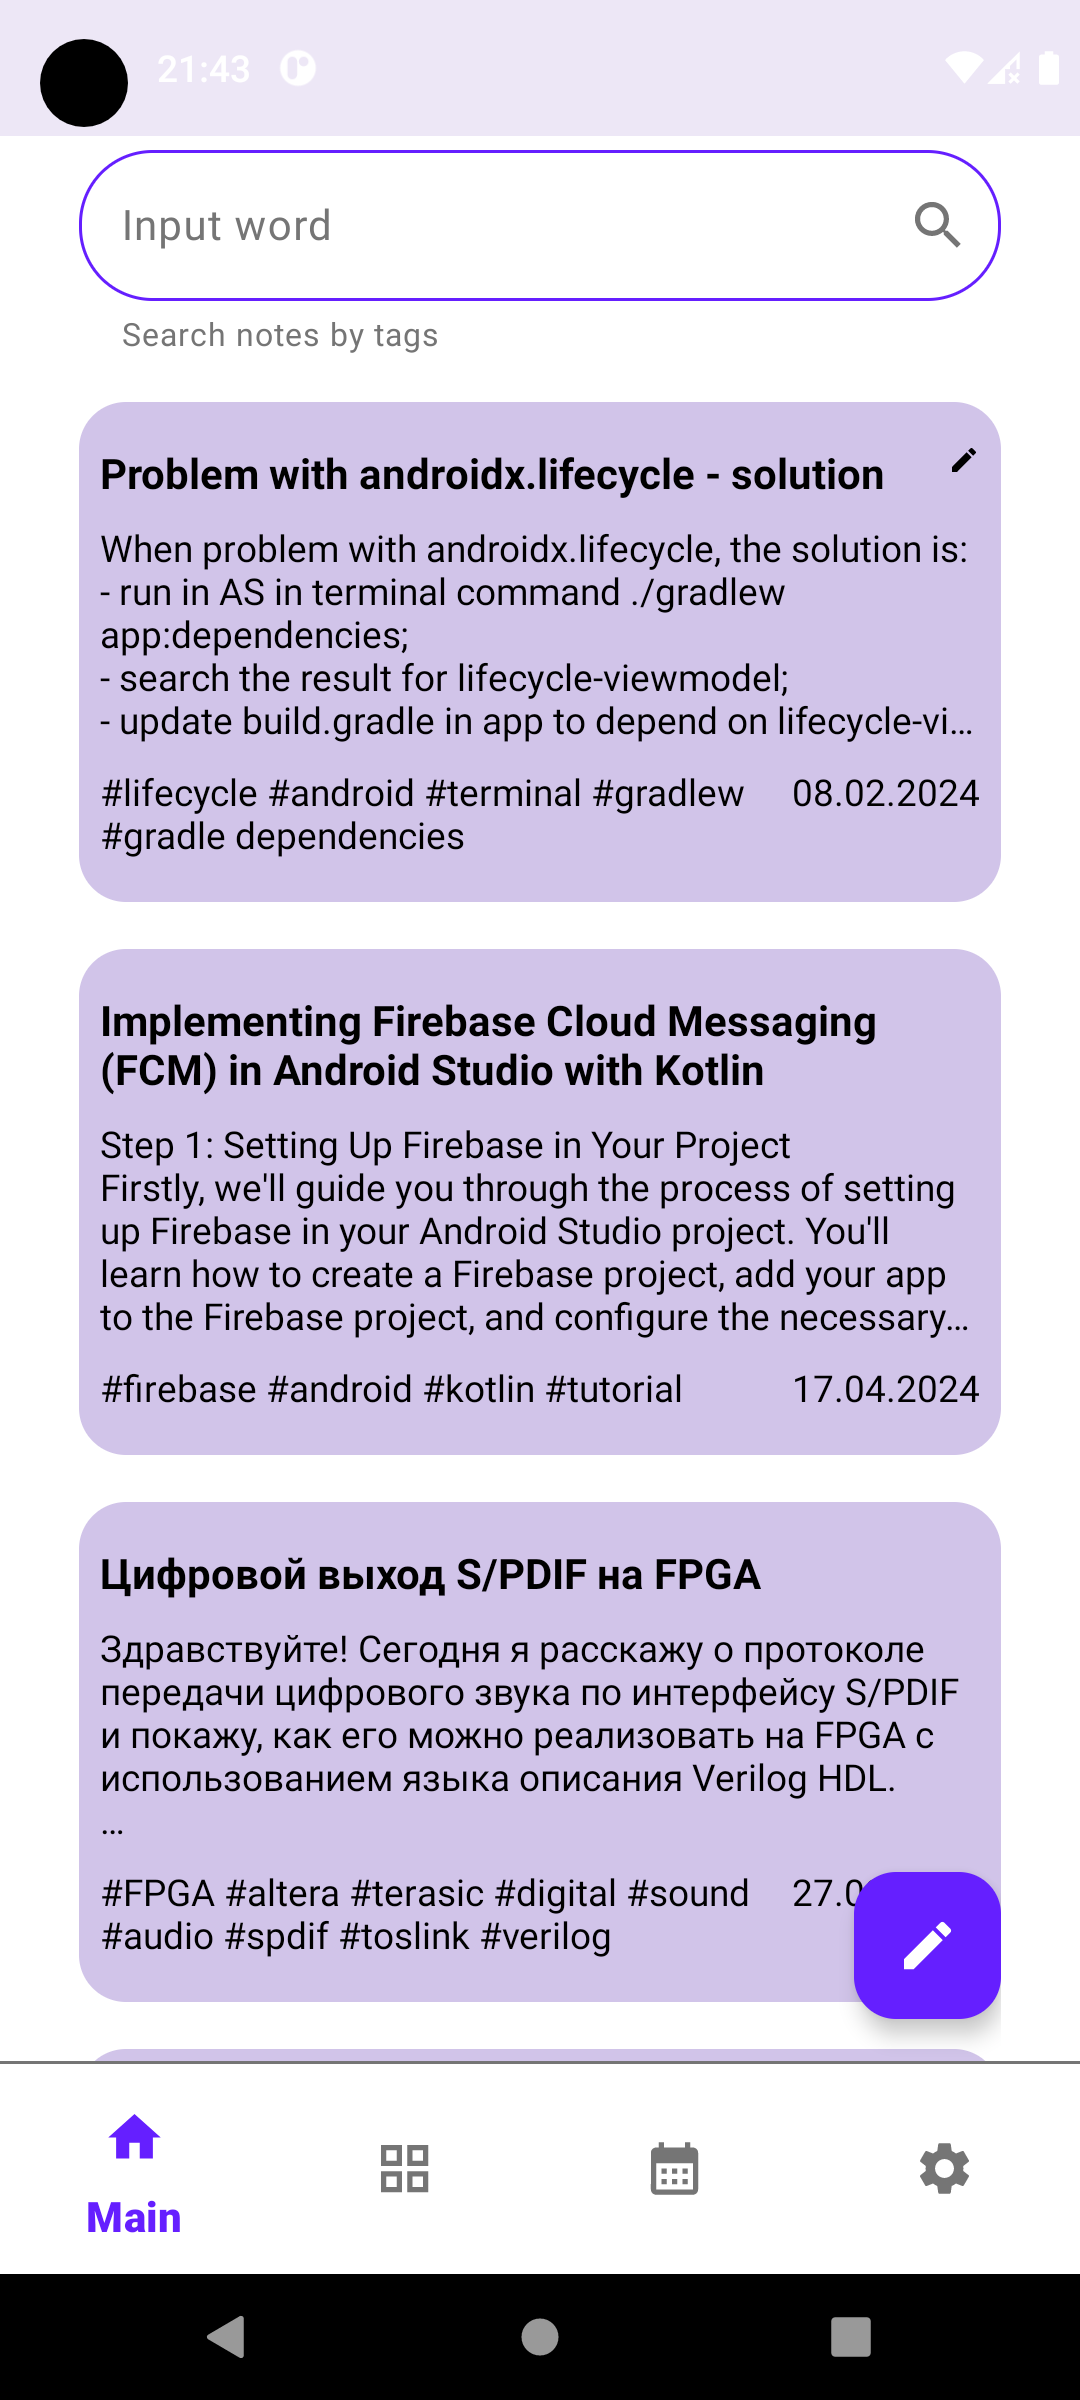 21:43
Input word
Search notes by tags
Problem with androidx.lifecycle - solution
When problem with androidx.lifecycle, the solution is:
- run in AS in terminal command ./gradlew
app:dependencies;
- search the result for lifecycle-viewmodel;
- update build.gradle in app to depend on lifecycle-vi...
#lifecycle #android #terminal #gradlew 08.02.2024
#gradle dependencies
Implementing Firebase Cloud Messaging
(FCM) in Android Studio with Kotlin
Step 1: Setting Up Firebase in Your Project
Firstly, we'll guide you through the process of setting
up Firebase in your Android Studio project. You'll
learn how to create a Firebase project, add your app
to the Firebase project, and configure the necessary...
#firebase #android #kotlin #tutorial 17.04.2024
Цифровой выход S/PDIF на FPGA
Здравствуйте! Сегодня я расскажу о протоколе
передачи цифрового звука по интерфейсу S/PDIF
и покажу, как его можно реализовать на FPGA с
использованием языка описания Verilog HDL.
...
#FPGA #altera #terasic #digital #sound 27.0
#audio #spdif #toslink #verilog
Main